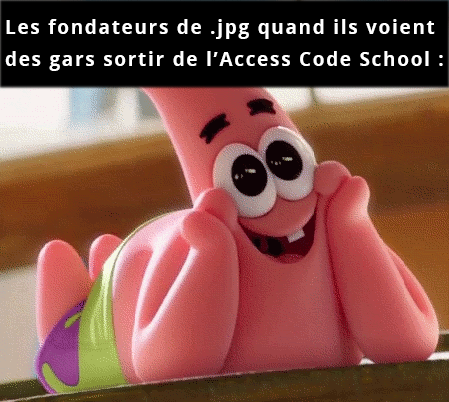 Les fondateurs de .jpg quand ils voient
des gars sortir de l’Access Code School :